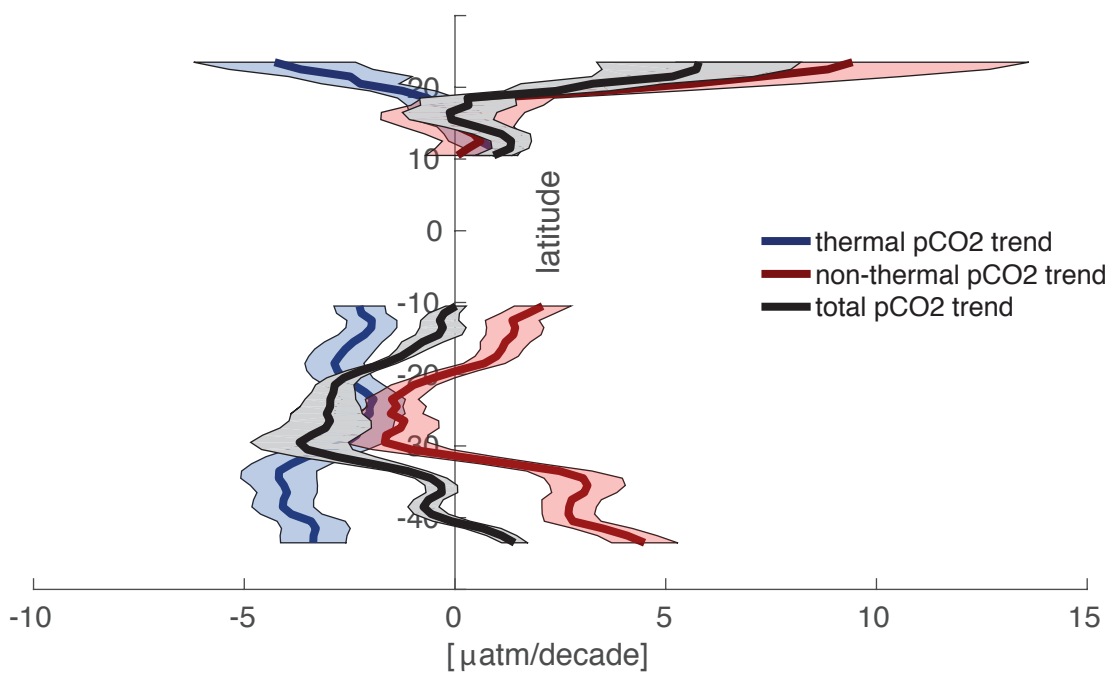 20
10
latitude
0
thermal pCO2 trend
non-thermal pCO2 trend
total pCO2 trend
-10
-20
-30
-40
-10 -5 0 5 10 15
[μatm/decade]